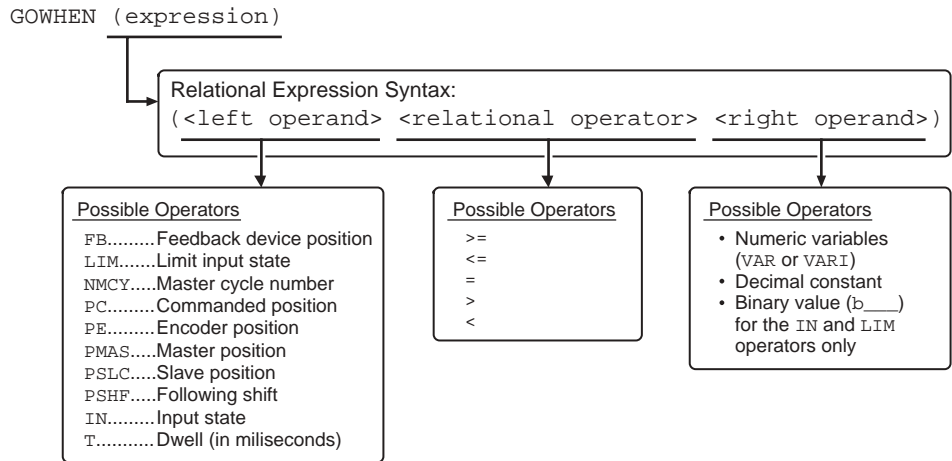 GOWHEN (expression)
Relational Expression Syntax:
(<left operand> <relational operator> <right operand>)
Possible Operators
FB.........Feedback device position
LIM.......Limit input state
NMCY.....Master cycle number
PC.........Commanded position
PE.........Encoder position
PMAS.....Master position
PSLC.....Slave position
PSHF.....Following shift
IN.........Input state
T...........Dwell (in miliseconds)
Possible Operators
>=
<=
=
>
<
Possible Operators
• Numeric variables
(VAR or VARI)
• Decimal constant
• Binary value (b___)
for the IN and LIM
operators only